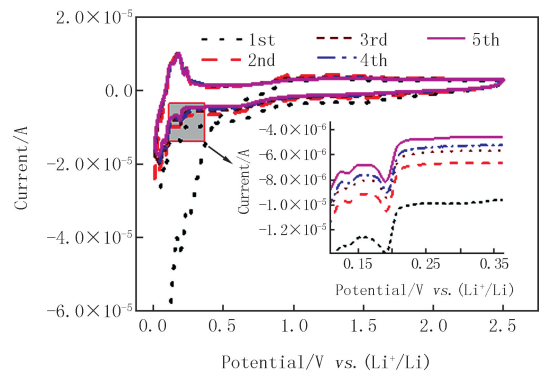 2.0×10⁻⁵
0.0
−2.0×10⁻⁵
−4.0×10⁻⁵
−6.0×10⁻⁵
Current/A
1st 3rd 5th
2nd 4th
−4.0×10⁻⁶
−6.0×10⁻⁶
−8.0×10⁻⁶
−1.0×10⁻⁵
−1.2×10⁻⁵
Current/A
0.15 0.25 0.35
Potential/V vs.(Li⁺/Li)
0.0 0.5 1.0 1.5 2.0 2.5
Potential/V vs.(Li⁺/Li)